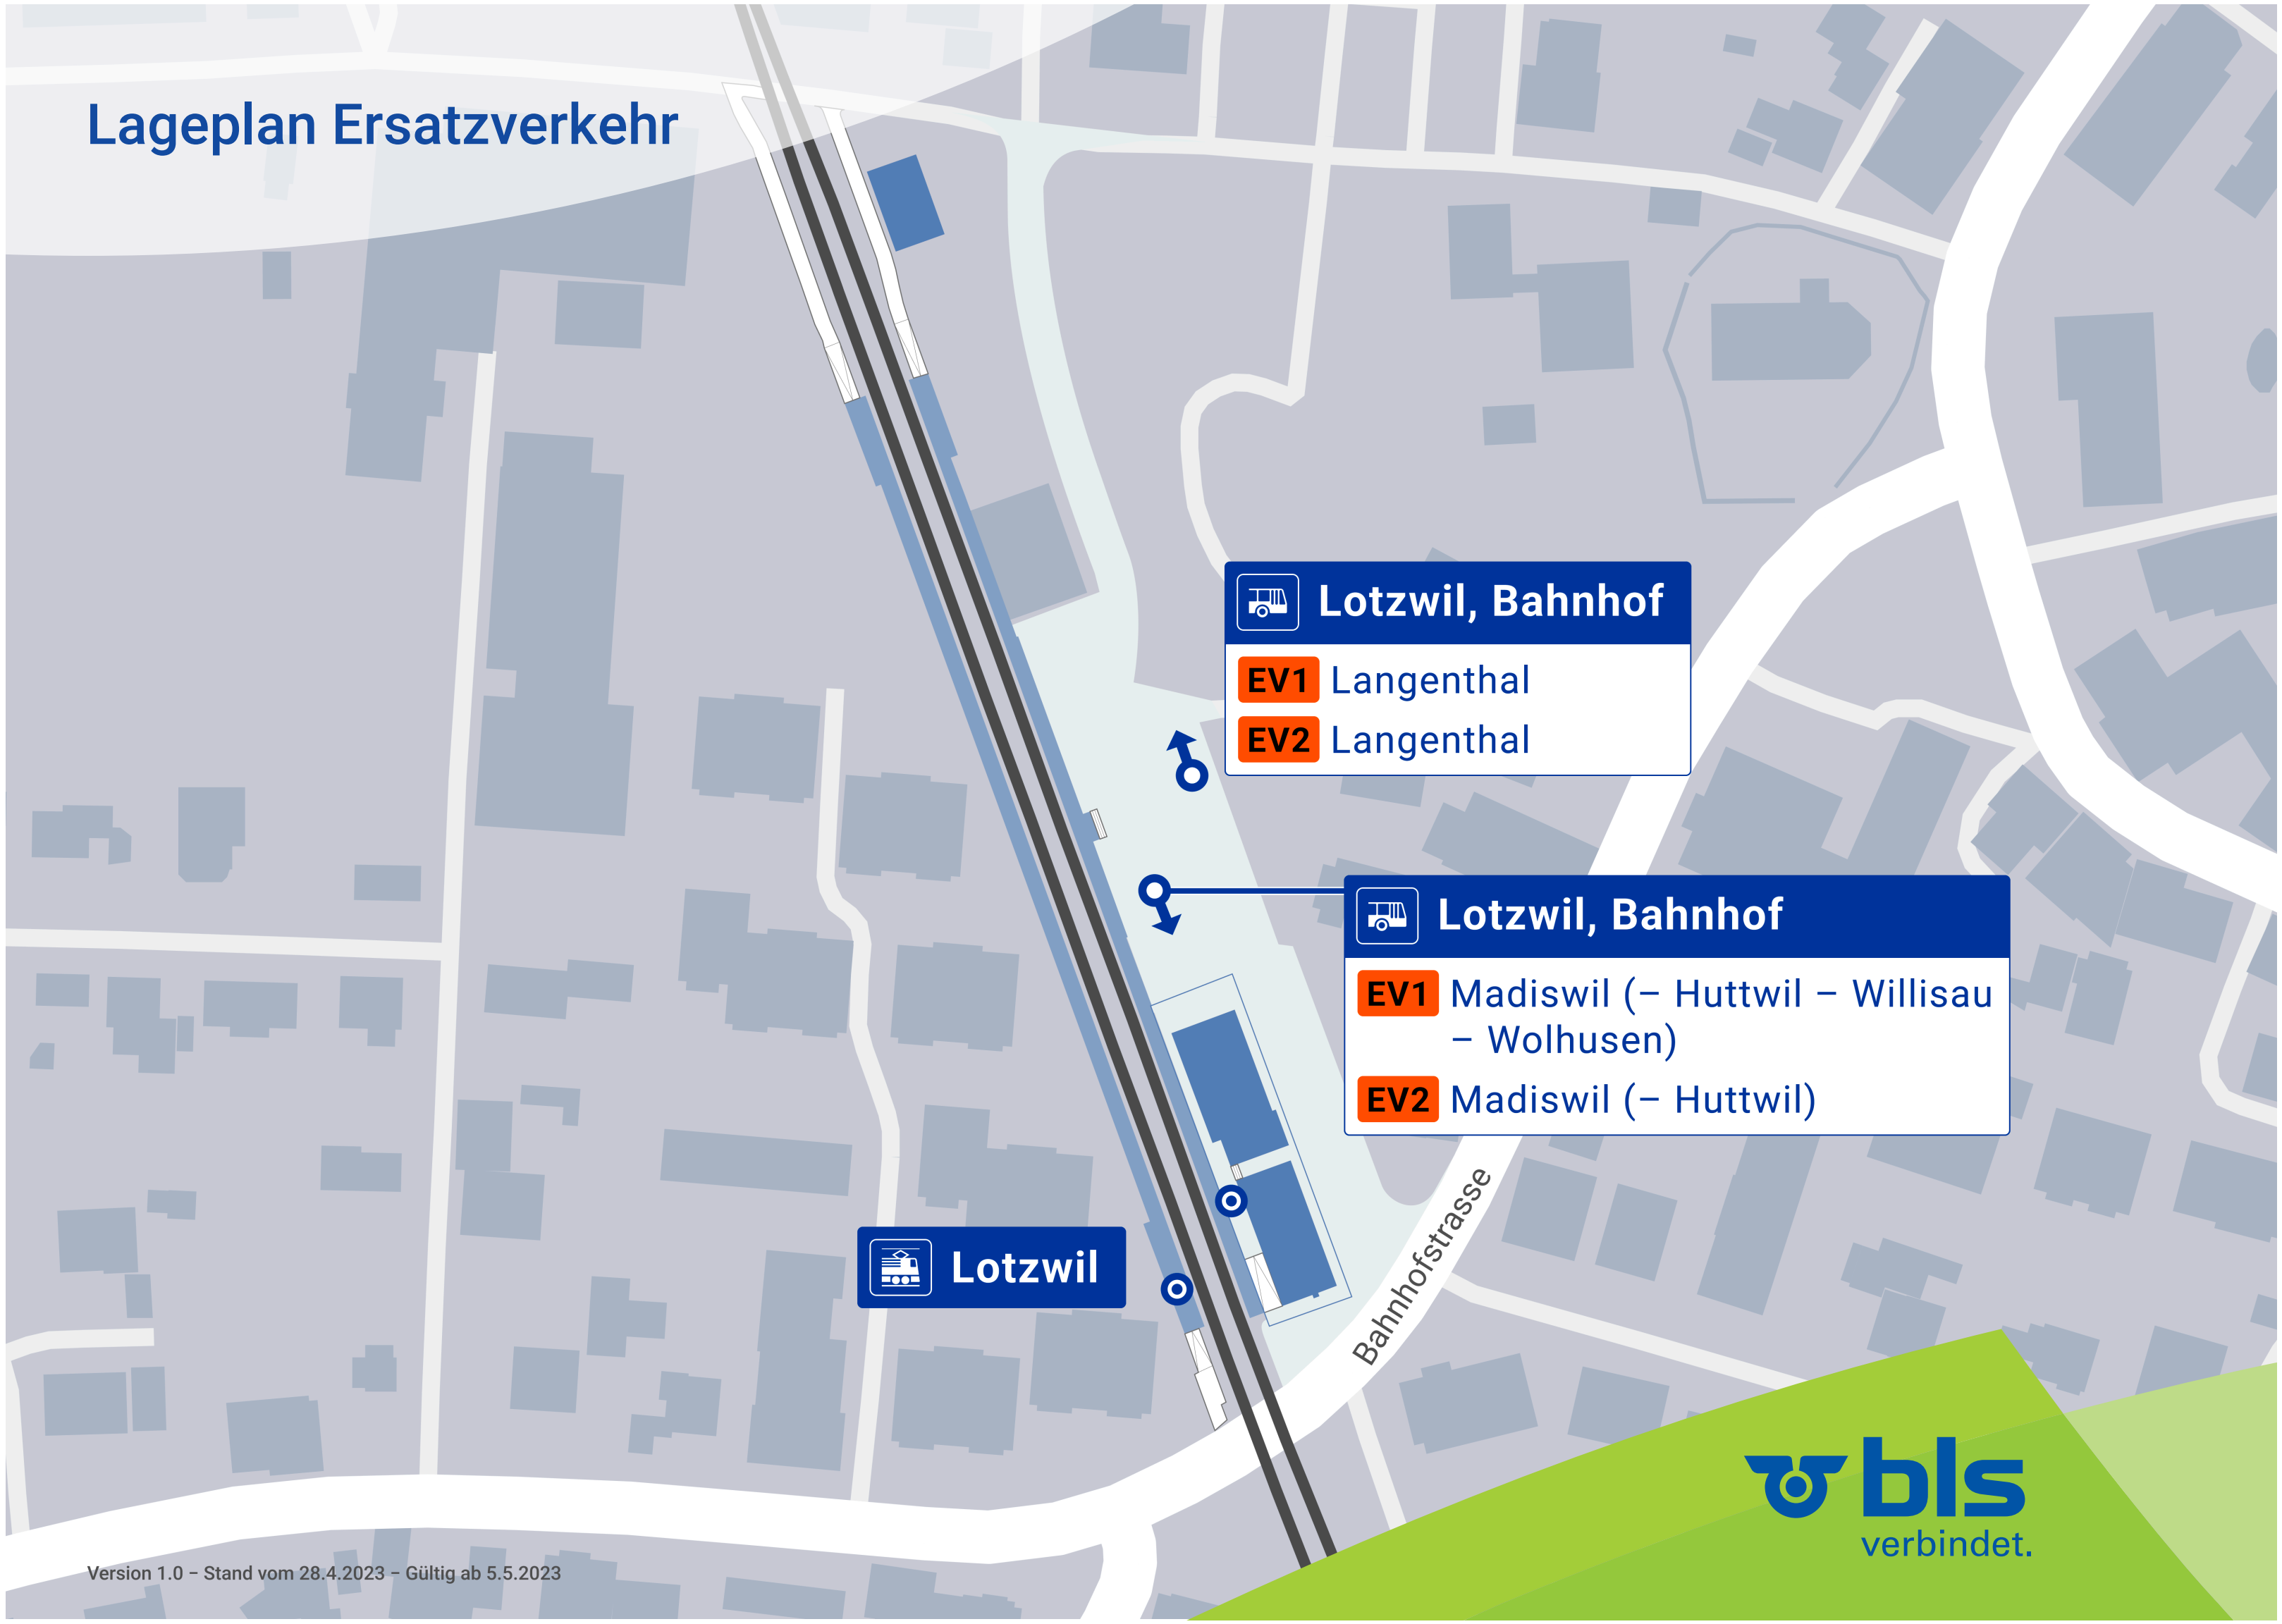 Lageplan Ersatzverkehr
Lotzwil, Bahnhof
EV1 Langenthal
EV2 Langenthal
Lotzwil, Bahnhof
EV1 Madiswil (– Huttwil – Willisau
– Wolhusen)
EV2 Madiswil (– Huttwil)
Bahnhofstrasse
Lotzwil
bls
verbindet.
Version 1.0 – Stand vom 28.4.2023 – Gültig ab 5.5.2023